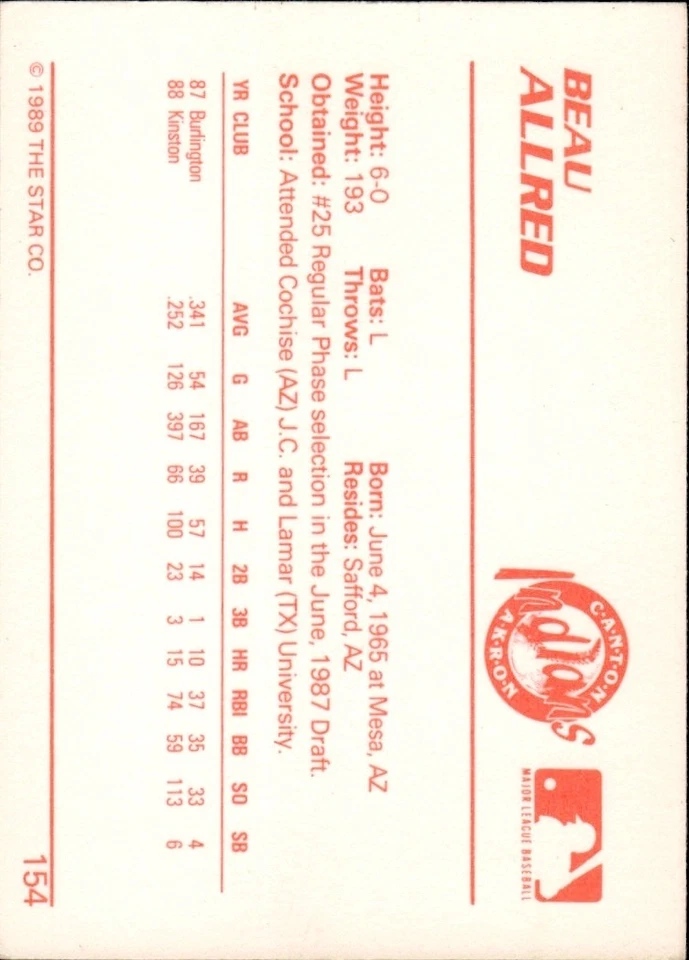 BEAU
ALLRED
C·A·N·T·O·N
Indians
A·K·R·O·N
MAJOR LEAGUE BASEBALL
Height: 6-0 Bats: L Born: June 4, 1965 at Mesa, AZ
Weight: 193 Throws: L Resides: Safford, AZ
Obtained: #25 Regular Phase selection in the June, 1987 Draft.
School: Attended Cochise (AZ) J.C. and Lamar (TX) University.
YR CLUB AVG G AB R H 2B 3B HR RBI BB SO SB
87 Burlington .341 54 167 39 57 14 1 10 37 35 33 4
88 Kinston .252 126 397 66 100 23 3 15 74 59 113 6
© 1989 THE STAR CO. 154